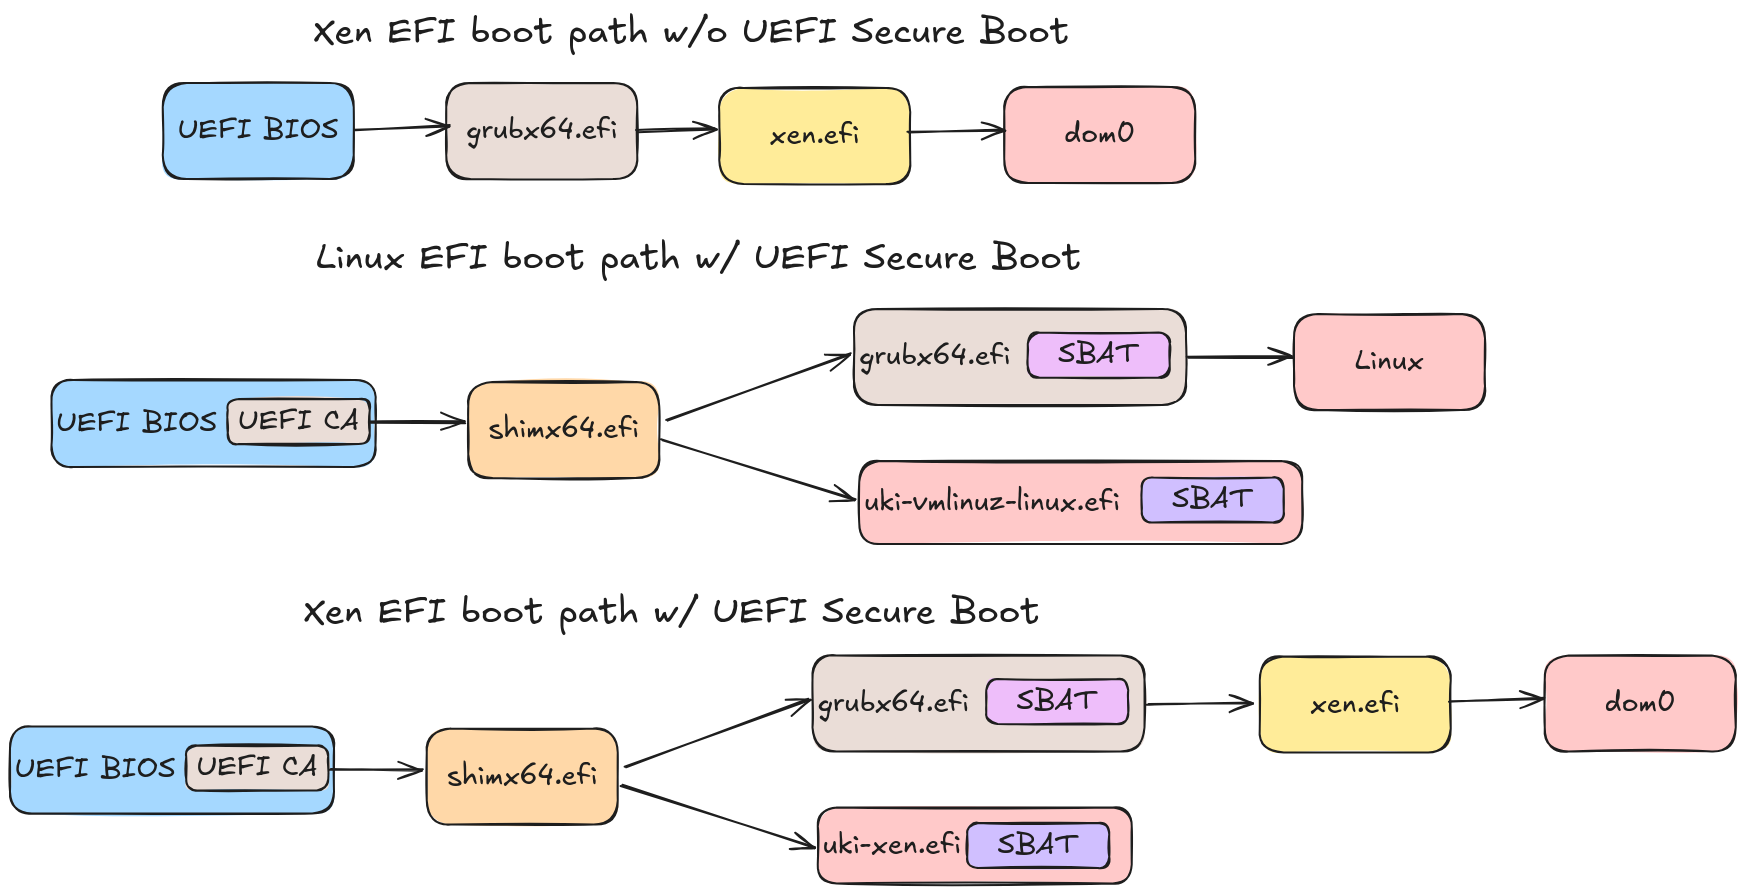 Xen EFI boot path w/o UEFI Secure Boot
UEFI BIOS
grubx64.efi
xen.efi
dom0
Linux EFI boot path w/ UEFI Secure Boot
UEFI BIOS
UEFI CA
shimx64.efi
grubx64.efi
SBAT
Linux
uki-vmlinuz-linux.efi
SBAT
Xen EFI boot path w/ UEFI Secure Boot
UEFI BIOS
UEFI CA
shimx64.efi
grubx64.efi
SBAT
xen.efi
dom0
uki-xen.efi
SBAT